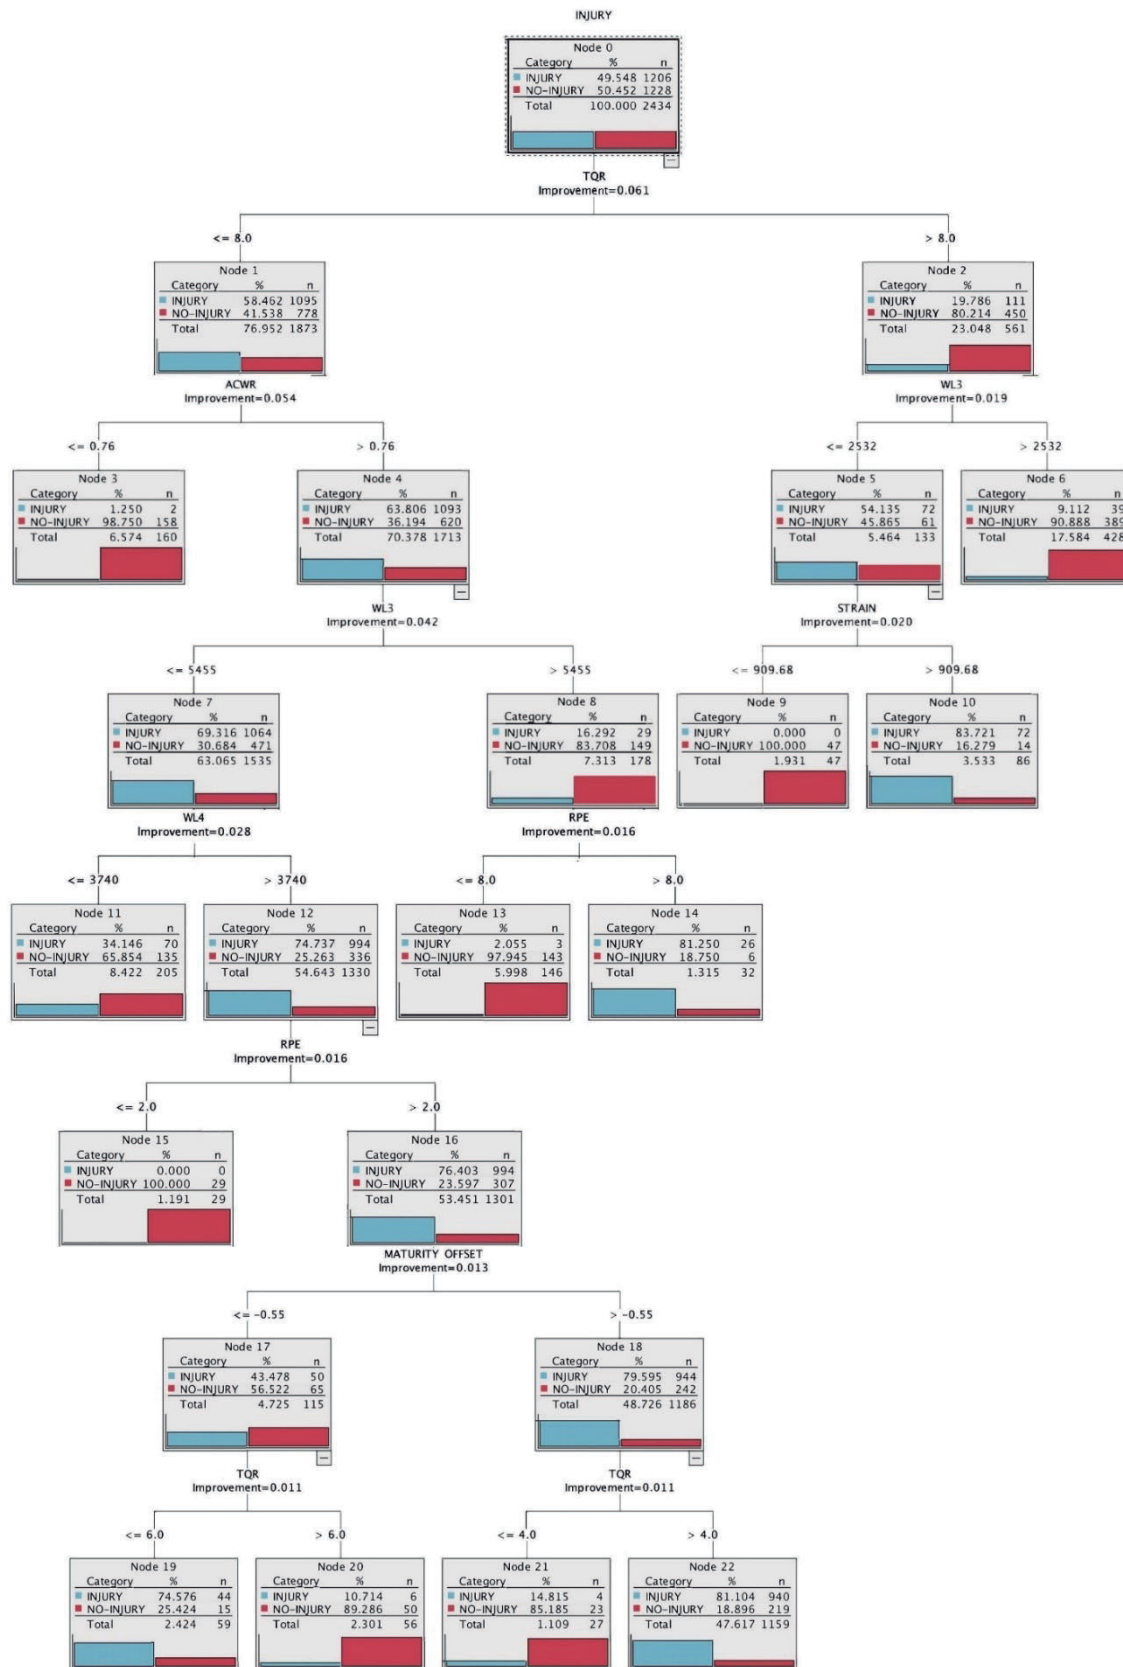 INJURY
Node 0
Category % n
INJURY 49.548 1206
NO-INJURY 50.452 1228
Total 100.000 2434
TQR
Improvement=0.061
<= 8.0
> 8.0
Node 1
Category % n
INJURY 58.462 1095
NO-INJURY 41.538 778
Total 76.952 1873
Node 2
Category % n
INJURY 19.786 111
NO-INJURY 80.214 450
Total 23.048 561
ACWR
Improvement=0.054
WL3
Improvement=0.019
<= 0.76
> 0.76
<= 2532
> 2532
Node 3
Category % n
INJURY 1.250 2
NO-INJURY 98.750 158
Total 6.574 160
Node 4
Category % n
INJURY 63.806 1093
NO-INJURY 36.194 620
Total 70.378 1713
Node 5
Category % n
INJURY 54.135 72
NO-INJURY 45.865 61
Total 5.464 133
Node 6
Category % n
INJURY 9.112 39
NO-INJURY 90.888 389
Total 17.584 428
WL3
Improvement=0.042
STRAIN
Improvement=0.020
<= 5455
> 5455
<= 909.68
> 909.68
Node 7
Category % n
INJURY 69.316 1064
NO-INJURY 30.684 471
Total 63.065 1535
Node 8
Category % n
INJURY 16.292 29
NO-INJURY 83.708 149
Total 7.313 178
Node 9
Category % n
INJURY 0.000 0
NO-INJURY 100.000 47
Total 1.931 47
Node 10
Category % n
INJURY 83.721 72
NO-INJURY 16.279 14
Total 3.533 86
WL4
Improvement=0.028
RPE
Improvement=0.016
<= 3740
> 3740
<= 8.0
> 8.0
Node 11
Category % n
INJURY 34.146 70
NO-INJURY 65.854 135
Total 8.422 205
Node 12
Category % n
INJURY 74.737 994
NO-INJURY 25.263 336
Total 54.643 1330
Node 13
Category % n
INJURY 2.055 3
NO-INJURY 97.945 143
Total 5.998 146
Node 14
Category % n
INJURY 81.250 26
NO-INJURY 18.750 6
Total 1.315 32
RPE
Improvement=0.016
<= 2.0
> 2.0
Node 15
Category % n
INJURY 0.000 0
NO-INJURY 100.000 29
Total 1.191 29
Node 16
Category % n
INJURY 76.403 994
NO-INJURY 23.597 307
Total 53.451 1301
MATURITY OFFSET
Improvement=0.013
<= -0.55
> -0.55
Node 17
Category % n
INJURY 43.478 50
NO-INJURY 56.522 65
Total 4.725 115
Node 18
Category % n
INJURY 79.595 944
NO-INJURY 20.405 242
Total 48.726 1186
TQR
Improvement=0.011
TQR
Improvement=0.011
<= 6.0
> 6.0
<= 4.0
> 4.0
Node 19
Category % n
INJURY 74.576 44
NO-INJURY 25.424 15
Total 2.424 59
Node 20
Category % n
INJURY 10.714 6
NO-INJURY 89.286 50
Total 2.301 56
Node 21
Category % n
INJURY 14.815 4
NO-INJURY 85.185 23
Total 1.109 27
Node 22
Category % n
INJURY 81.104 940
NO-INJURY 18.896 219
Total 47.617 1159